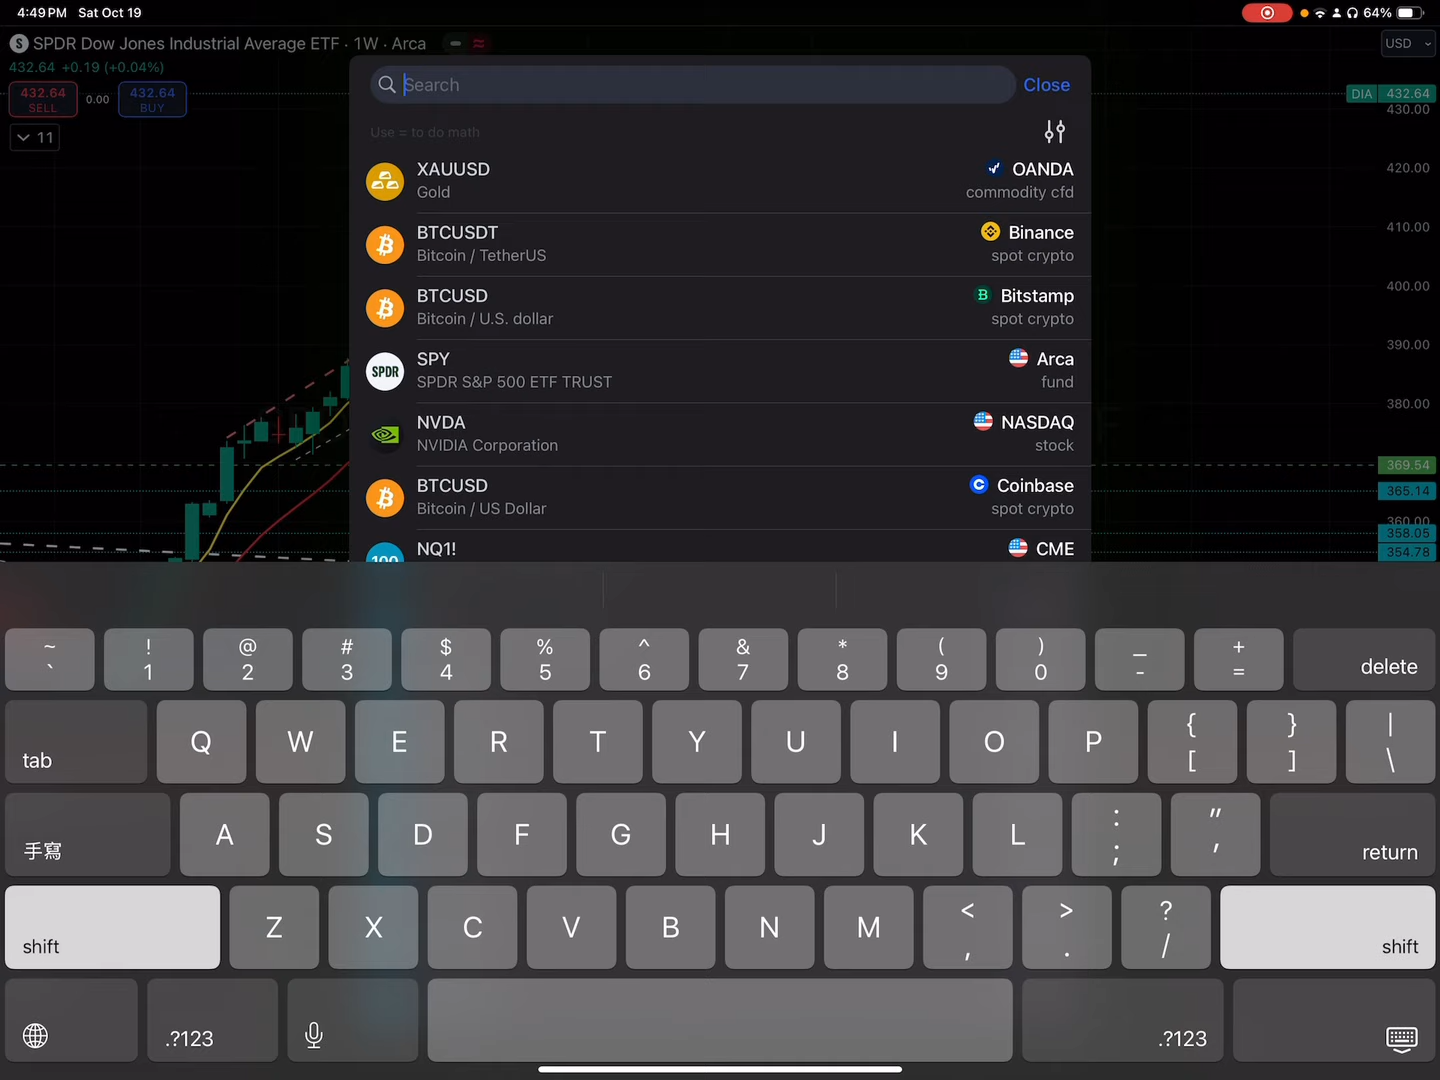 4:49 PM Sat Oct 19
64%
S SPDR Dow Jones Industrial Average ETF · 1W · Arca
USD
432.64 +0.19 (+0.04%)
432.64 SELL
0.00
432.64 BUY
11
Search
Close
Use = to do math
XAUUSD
Gold
OANDA
commodity cfd
BTCUSDT
Bitcoin / TetherUS
Binance
spot crypto
BTCUSD
Bitcoin / U.S. dollar
Bitstamp
spot crypto
SPDR
SPY
SPDR S&P 500 ETF TRUST
Arca
fund
NVDA
NVIDIA Corporation
NASDAQ
stock
BTCUSD
Bitcoin / US Dollar
Coinbase
spot crypto
100
NQ1!
CME
DIA 432.64
430.00
420.00
410.00
400.00
390.00
380.00
369.54
365.14
360.00
358.05
354.78
~ ! @ # $ % ^ & * ( ) _ +
` 1 2 3 4 5 6 7 8 9 0 - = delete
tab Q W E R T Y U I O P { [ } ] | \
手寫 A S D F G H J K L : ; " ' return
shift Z X C V B N M < , > . ? / shift
.?123 .?123